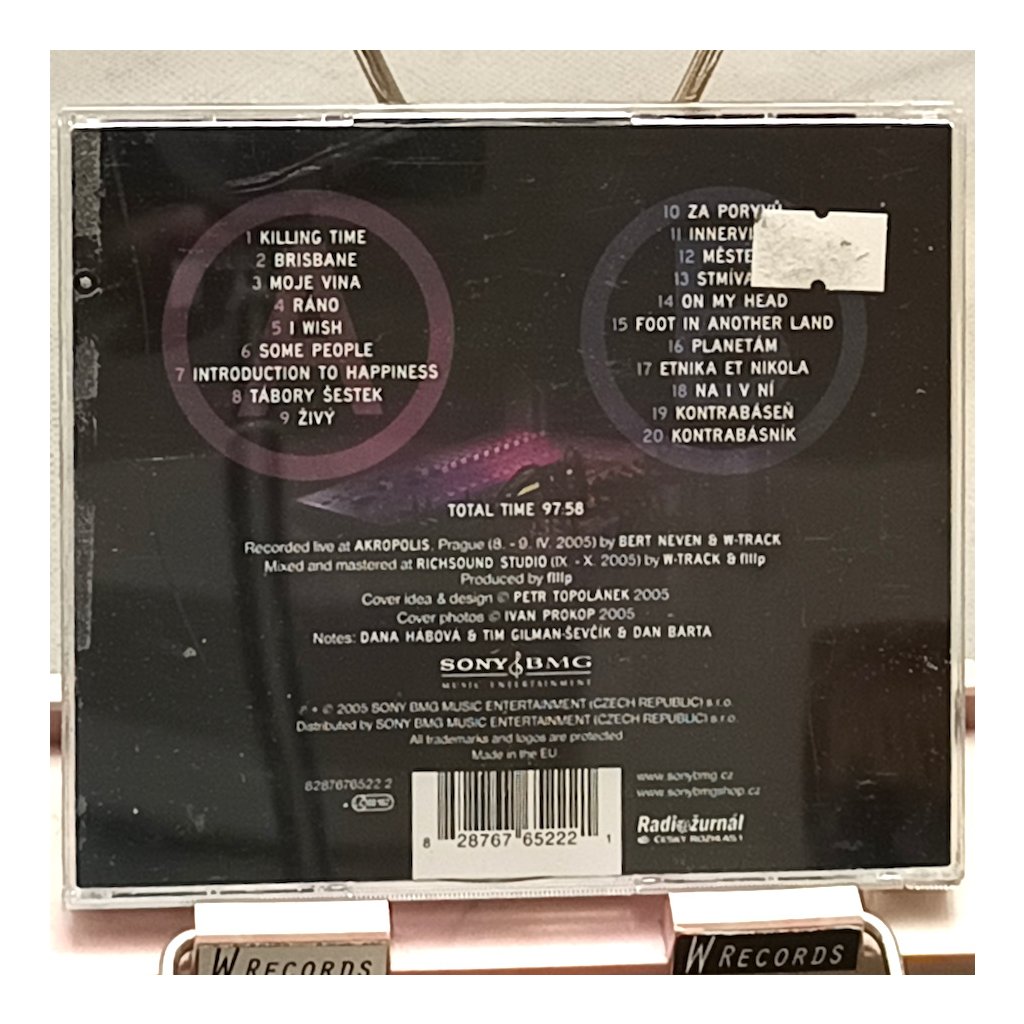 1 KILLING TIME
2 BRISBANE
3 MOJE VINA
4 RÁNO
5 I WISH
6 SOME PEOPLE
7 INTRODUCTION TO HAPPINESS
8 TÁBORY ŠESTEK
9 ŽIVÝ
10 ZA
11
12
13
14 ON MY HEAD
15 FOOT IN ANOTHER LAND
16 PLANETÁM
17 ETNIKA ET NIKOLA
18 NA I V NÍ
19 KONTRABÁSEŇ
20 KONTRABÁSNÍK
TOTAL TIME 97:58
Recorded live at AKROPOLIS, Prague (8. - 9. IV. 2005) by BERT NEVEN & W-TRACK
Mixed and mastered at RICHSOUND STUDIO (IX. - X. 2005) by W-TRACK & fIlIp
Produced by fIlIp
Cover idea & design © PETR TOPOLÁNEK 2005
Cover photos © IVAN PROKOP 2005
Notes: DANA HÁBOVÁ & TIM GILMAN-ŠEVČÍK & DAN BÁRTA
SONY BMG
MUSIC ENTERTAINMENT
℗ + © 2005 SONY BMG MUSIC ENTERTAINMENT (CZECH REPUBLIC) s.r.o.
Distributed by SONY BMG MUSIC ENTERTAINMENT (CZECH REPUBLIC) s.r.o.
All trademarks and logos are protected
Made in the EU
8287676522 2
8 28767 65222 1
www.sonybmg.cz
www.sonybmgshop.cz
Radiožurnál
ČESKÝ ROZHLAS 1
W RECORDS
W RECORDS